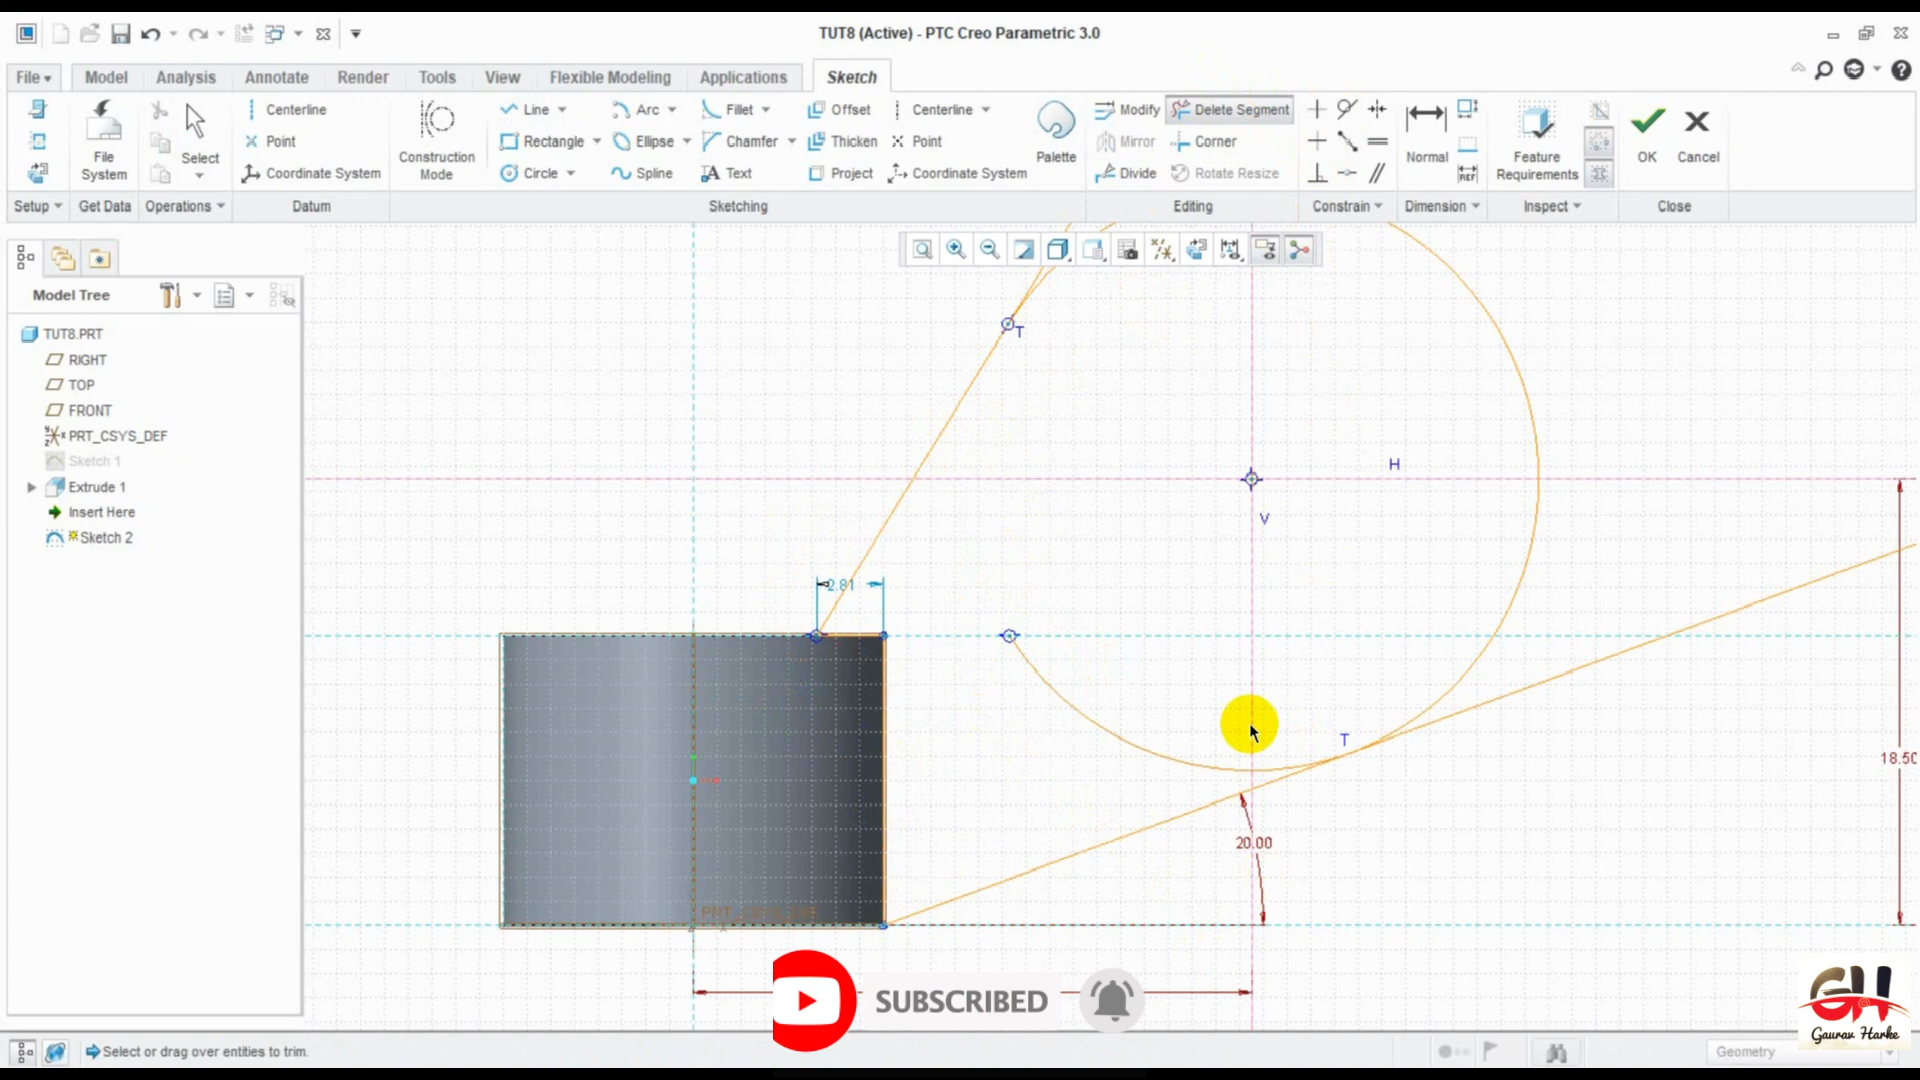 TUT8 (Active) - PTC Creo Parametric 3.0
File Model Analysis Annotate Render Tools View Flexible Modeling Applications Sketch
Centerline Line Arc Fillet Offset Centerline Modify Delete Segment
Point Rectangle Ellipse Chamfer Thicken Point Mirror Corner
File System Select Coordinate System Construction Mode Circle Spline Text Project Coordinate System Palette Divide Rotate Resize Normal Feature Requirements OK Cancel
Setup Get Data Operations Datum Sketching Editing Constrain Dimension Inspect Close
REF
Model Tree
TUT8.PRT
RIGHT
TOP
FRONT
PRT_CSYS_DEF
Sketch 1
Extrude 1
Insert Here
Sketch 2
T
H
V
2.81
T
18.50
20.00
SUBSCRIBED
GH
Gaurav Harke
Select or drag over entities to trim.
Geometry